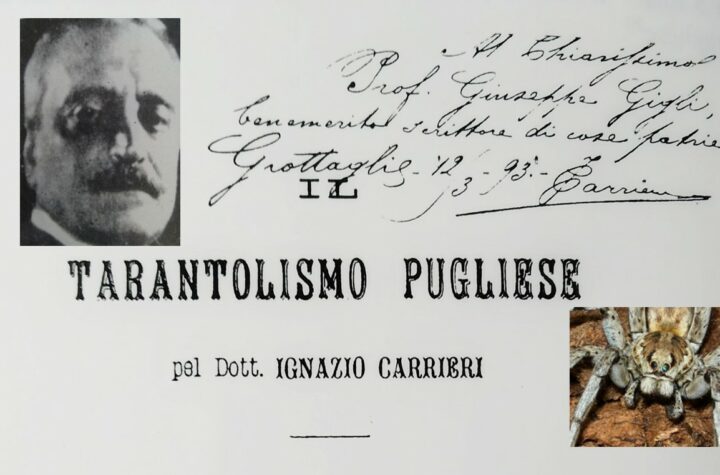 Al Chiarissimo
Prof. Giuseppe Gigli,
benemerito scrittore di cose patrie
Grottaglie - 12/3 - 93. - Carrieri
IL
TARANTOLISMO PUGLIESE
pel Dott. IGNAZIO CARRIERI